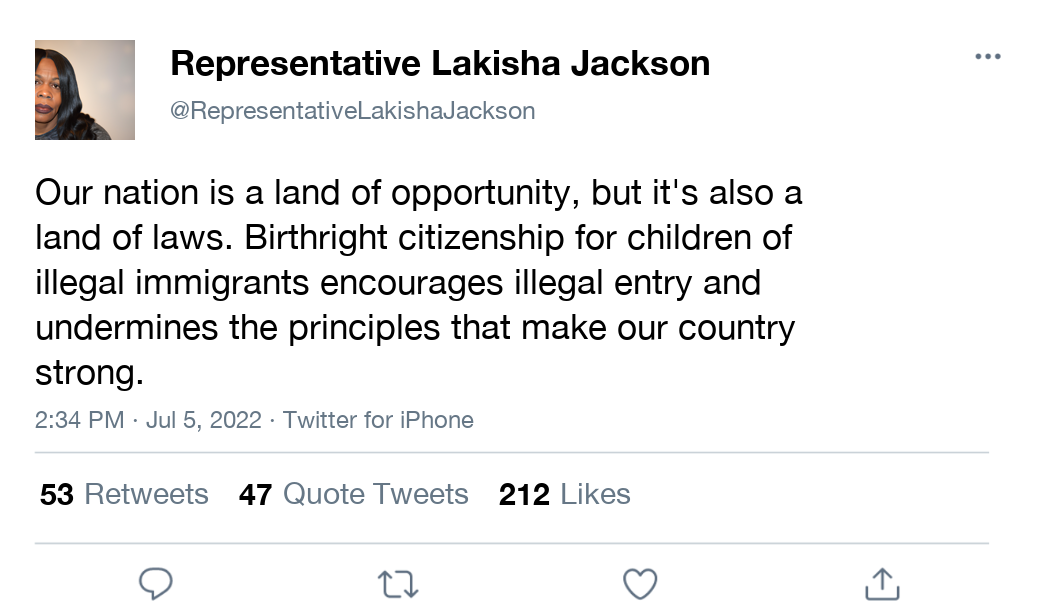 Representative Lakisha Jackson
@RepresentativeLakishaJackson
Our nation is a land of opportunity, but it's also a
land of laws. Birthright citizenship for children of
illegal immigrants encourages illegal entry and
undermines the principles that make our country
strong.
2:34 PM · Jul 5, 2022 · Twitter for iPhone
53 Retweets 47 Quote Tweets 212 Likes